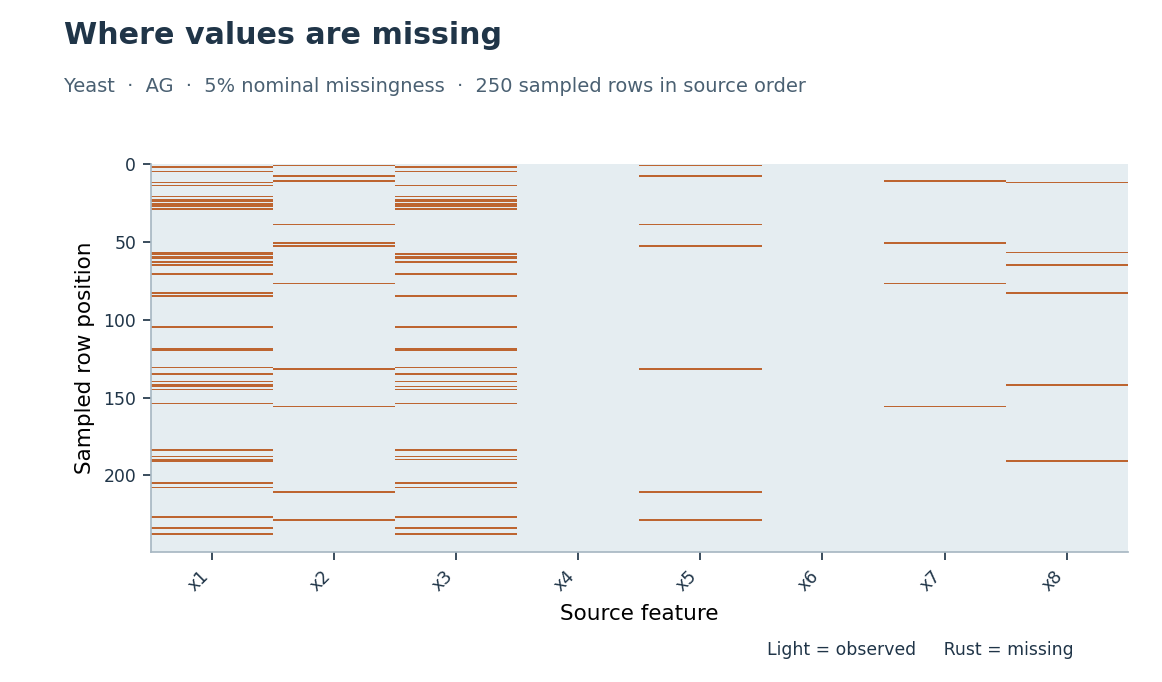 Where values are missing
Yeast · AG · 5% nominal missingness · 250 sampled rows in source order
0
50
100
150
200
Sampled row position
x1 x2 x3 x4 x5 x6 x7 x8
Source feature
Light = observed Rust = missing